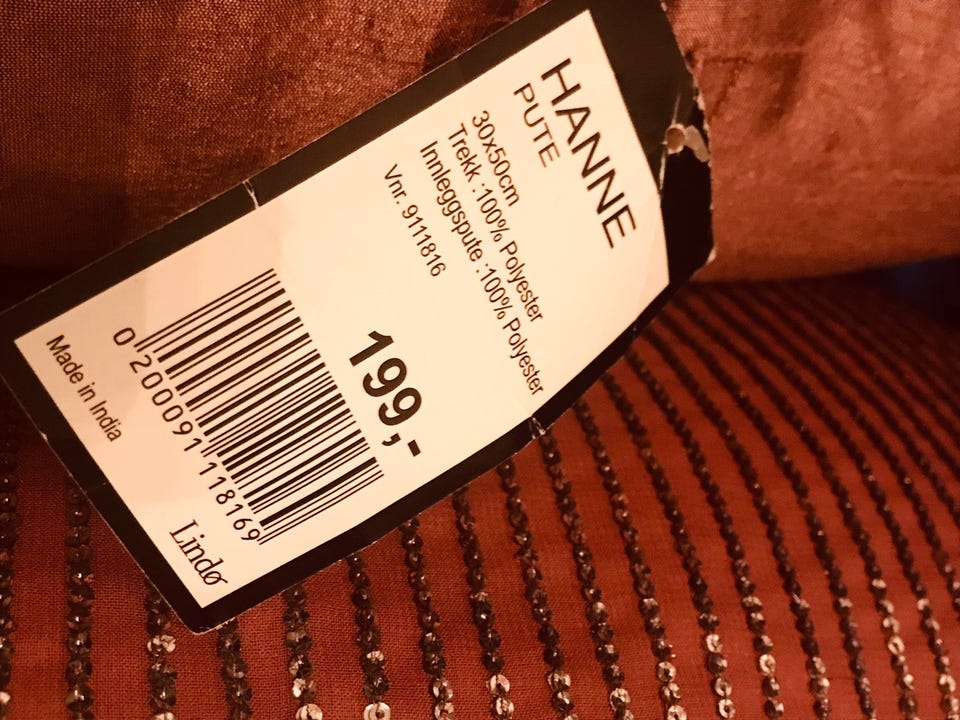 HANNE
PUTE
30x50cm
Trekk :100% Polyester
Innleggspute :100% Polyester
Vnr. 9111816
199,-
0 200091 118169
Made in India
Lindø